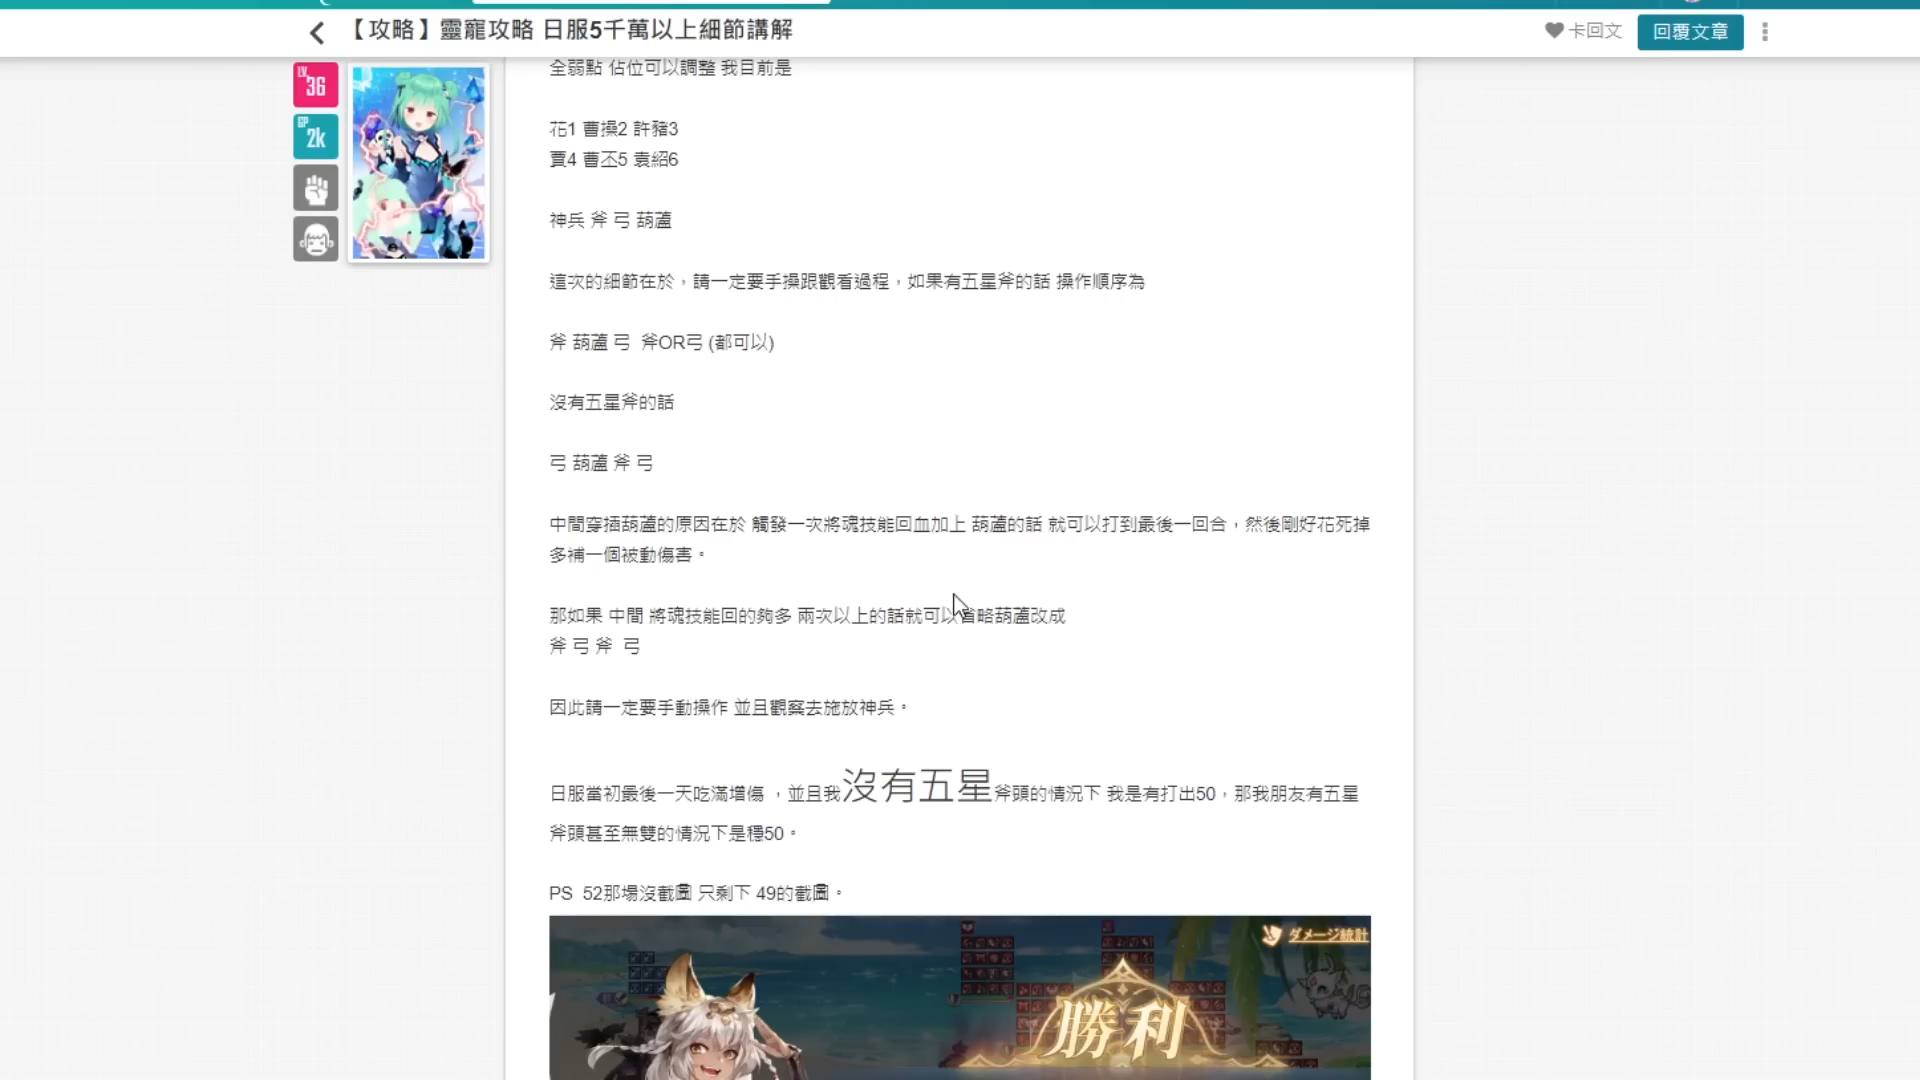 【攻略】靈寵攻略 日服5千萬以上細節講解
卡回文
回覆文章
LV.
36
GP
2k
全弱點 佔位可以調整 我目前是
花1 曹操2 許豬3
賈4 曹丕5 袁紹6
神兵 斧 弓 葫蘆
這次的細節在於，請一定要手操跟觀看過程，如果有五星斧的話 操作順序為
斧 葫蘆 弓 斧OR弓 (都可以)
沒有五星斧的話
弓 葫蘆 斧 弓
中間穿插葫蘆的原因在於 觸發一次將魂技能回血加上 葫蘆的話 就可以打到最後一回合，然後剛好花死掉
多補一個被動傷害。
那如果 中間 將魂技能回的夠多 兩次以上的話就可以省略葫蘆改成
斧 弓 斧 弓
因此請一定要手動操作 並且觀察去施放神兵。
日服當初最後一天吃滿增傷 ，並且我沒有五星斧頭的情況下 我是有打出50，那我朋友有五星
斧頭甚至無雙的情況下是穩50。
PS 52那場沒截圖 只剩下 49的截圖。
ダメージ統計
勝利